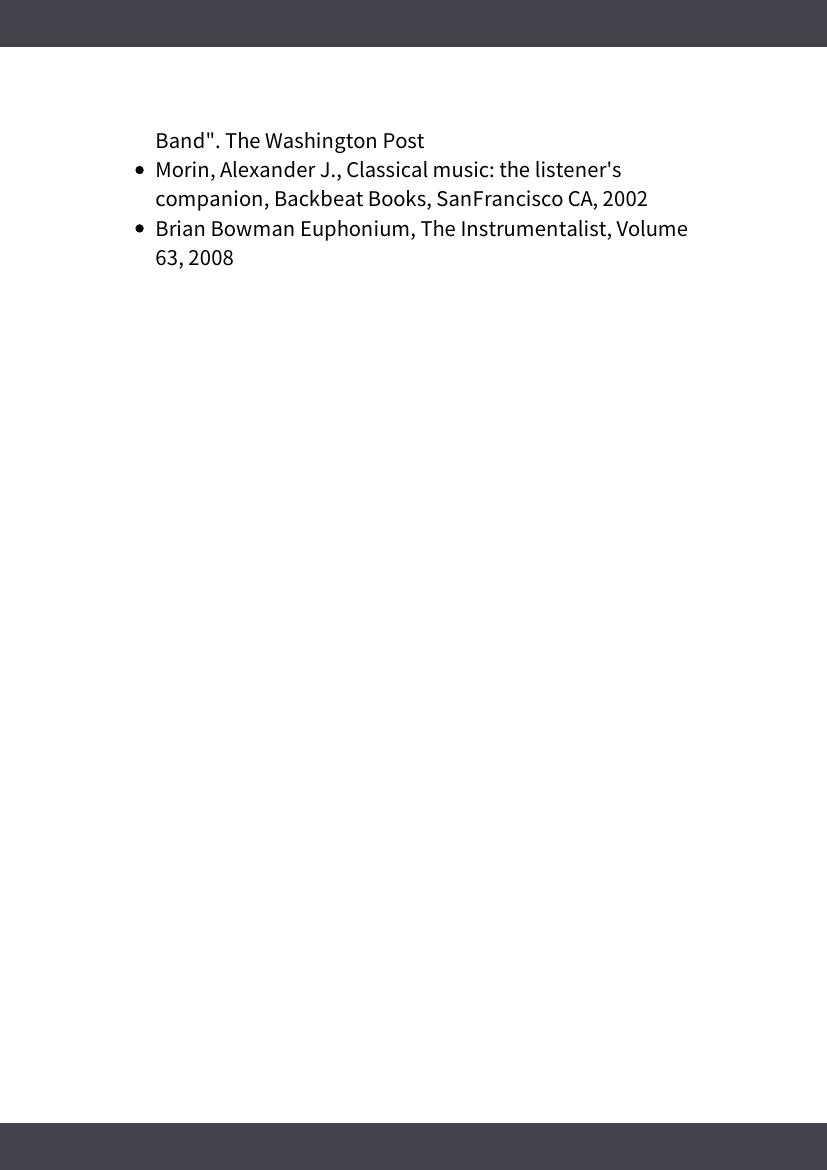 Band". The Washington Post
• Morin, Alexander J., Classical music: the listener's
companion, Backbeat Books, SanFrancisco CA, 2002
• Brian Bowman Euphonium, The Instrumentalist, Volume
63, 2008